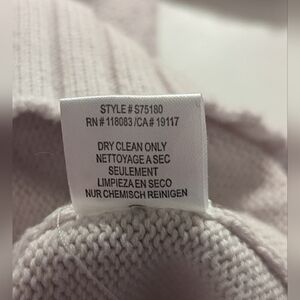 STYLE # S75180
RN # 118083 /CA # 19117
DRY CLEAN ONLY
NETTOYAGE A SEC
SEULEMENT
LIMPIEZA EN SECO
NUR CHEMISCH REINIGEN